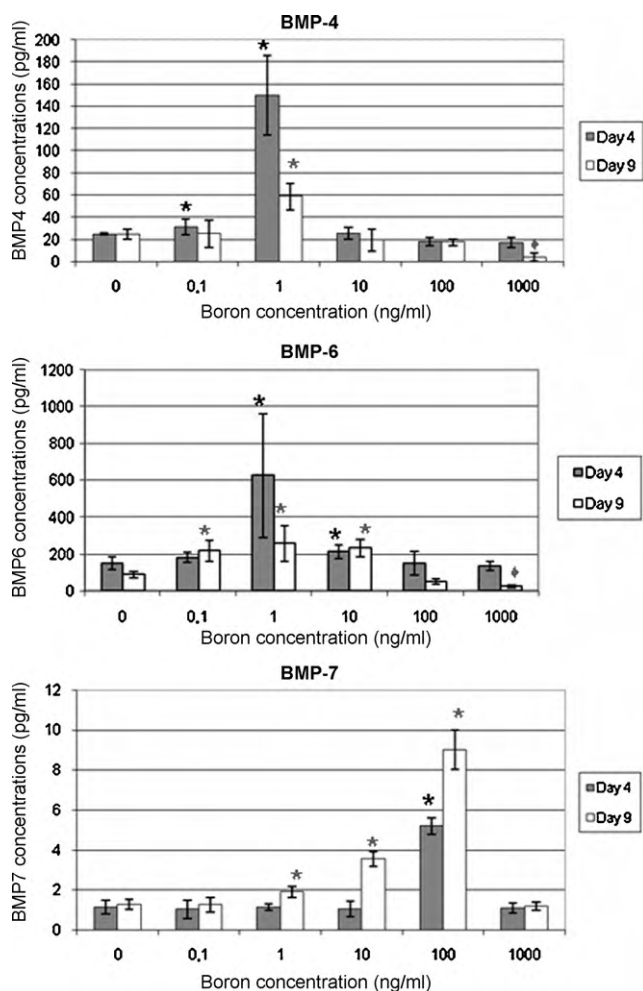 BMP-4
BMP4 concentrations (pg/ml)
200
180
160
140
120
100
80
60
40
20
0
*
*
*
Day 4
Day 9
0 0,1 1 10 100 1000
Boron concentration (ng/ml)
BMP-6
BMP6 concentrations (pg/ml)
1200
1000
800
600
400
200
0
*
*
*
*
*
Day 4
Day 9
0 0,1 1 10 100 1000
Boron concentration (ng/ml)
BMP-7
BMP7 concentrations (pg/ml)
12
10
8
6
4
2
0
*
*
*
*
Day 4
Day 9
0 0,1 1 10 100 1000
Boron concentration (ng/ml)